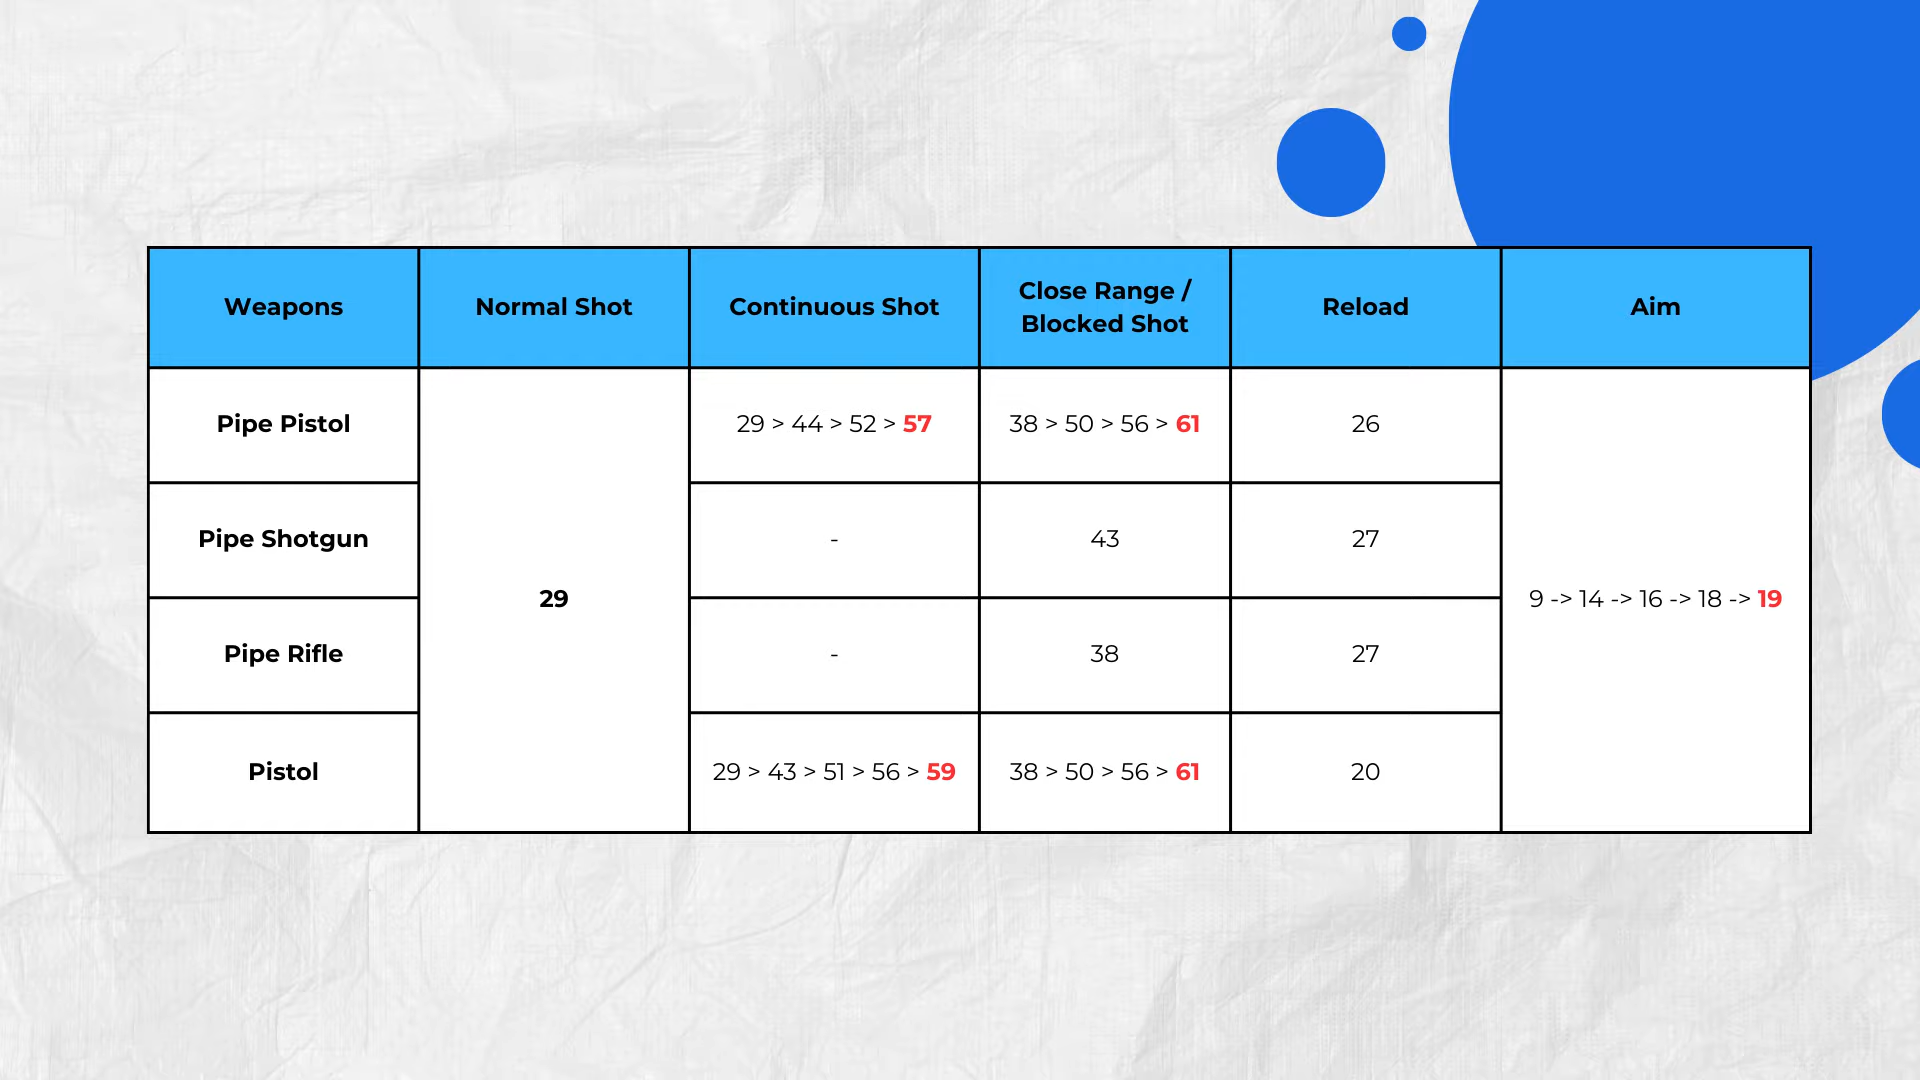 Weapons
Normal Shot
Continuous Shot
Close Range /
Blocked Shot
Reload
Aim
Pipe Pistol
29 > 44 > 52 > 57
38 > 50 > 56 > 61
26
Pipe Shotgun
-
43
27
29
9 -> 14 -> 16 -> 18 -> 19
Pipe Rifle
-
38
27
Pistol
29 > 43 > 51 > 56 > 59
38 > 50 > 56 > 61
20